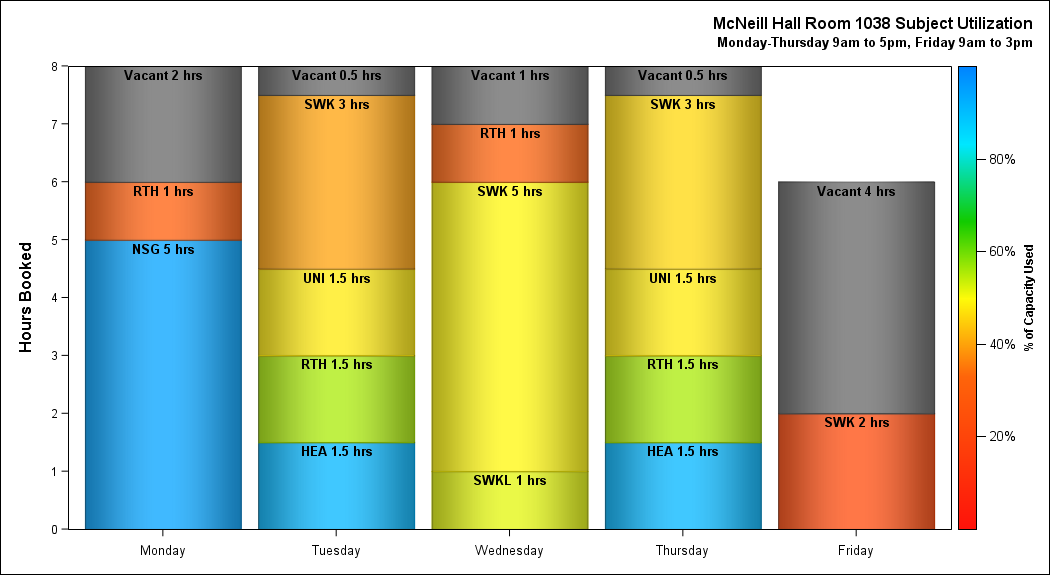 McNeill Hall Room 1038 Subject Utilization
Monday-Thursday 9am to 5pm, Friday 9am to 3pm
Hours Booked
8
7
6
5
4
3
2
1
0
Vacant 2 hrs
RTH 1 hrs
NSG 5 hrs
Monday
Vacant 0.5 hrs
SWK 3 hrs
UNI 1.5 hrs
RTH 1.5 hrs
HEA 1.5 hrs
Tuesday
Vacant 1 hrs
RTH 1 hrs
SWK 5 hrs
SWKL 1 hrs
Wednesday
Vacant 0.5 hrs
SWK 3 hrs
UNI 1.5 hrs
RTH 1.5 hrs
HEA 1.5 hrs
Thursday
Vacant 4 hrs
SWK 2 hrs
Friday
80%
60%
40%
20%
% of Capacity Used